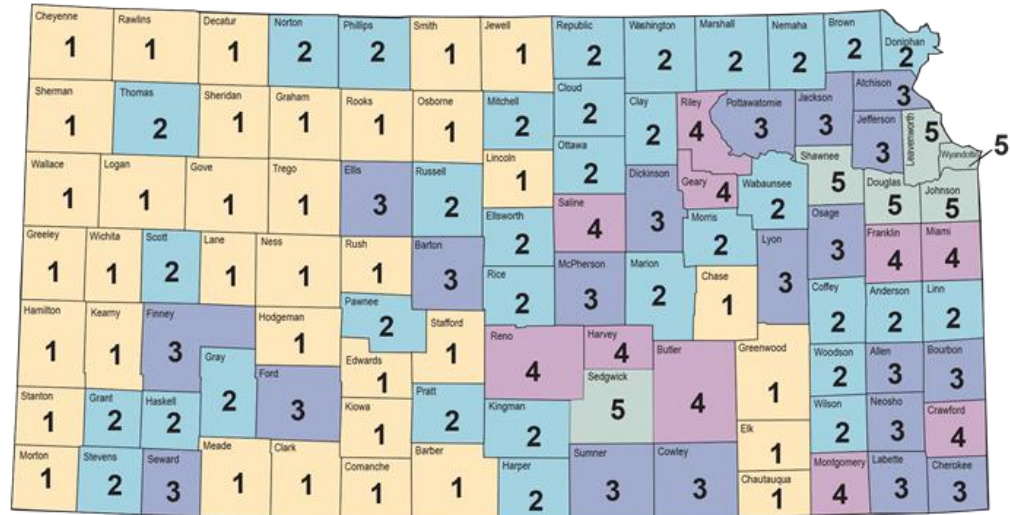 Cheyenne
1
Rawlins
1
Decatur
1
Norton
2
Phillips
2
Smith
1
Jewell
1
Republic
2
Washington
2
Marshall
2
Nemaha
2
Brown
2
Doniphan
2
Sherman
1
Thomas
2
Sheridan
1
Graham
1
Rooks
1
Osborne
1
Mitchell
2
Cloud
2
Clay
2
Riley
4
Pottawatomie
3
Jackson
3
Atchison
3
Jefferson
3
Leavenworth
5
Wyandotte
5
Wallace
1
Logan
1
Gove
1
Trego
1
Ellis
3
Russell
2
Lincoln
1
Ottawa
2
Saline
4
Dickinson
3
Geary
4
Wabaunsee
2
Shawnee
5
Douglas
5
Johnson
5
Greeley
1
Wichita
1
Scott
2
Lane
1
Ness
1
Rush
1
Barton
3
Ellsworth
2
Rice
2
McPherson
3
Marion
2
Morris
2
Chase
1
Lyon
3
Osage
3
Franklin
4
Miami
4
Hamilton
1
Kearny
1
Finney
3
Gray
2
Hodgeman
1
Ford
3
Pawnee
2
Edwards
1
Stafford
1
Reno
4
Harvey
4
Sedgwick
5
Butler
4
Greenwood
1
Coffey
2
Anderson
2
Linn
2
Woodson
2
Allen
3
Bourbon
3
Stanton
1
Grant
2
Haskell
2
Kiowa
1
Pratt
2
Kingman
2
Elk
1
Wilson
2
Neosho
3
Crawford
4
Morton
1
Stevens
2
Seward
3
Meade
1
Clark
1
Comanche
1
Barber
1
Harper
2
Sumner
3
Cowley
3
Chautauqua
1
Montgomery
4
Labette
3
Cherokee
3